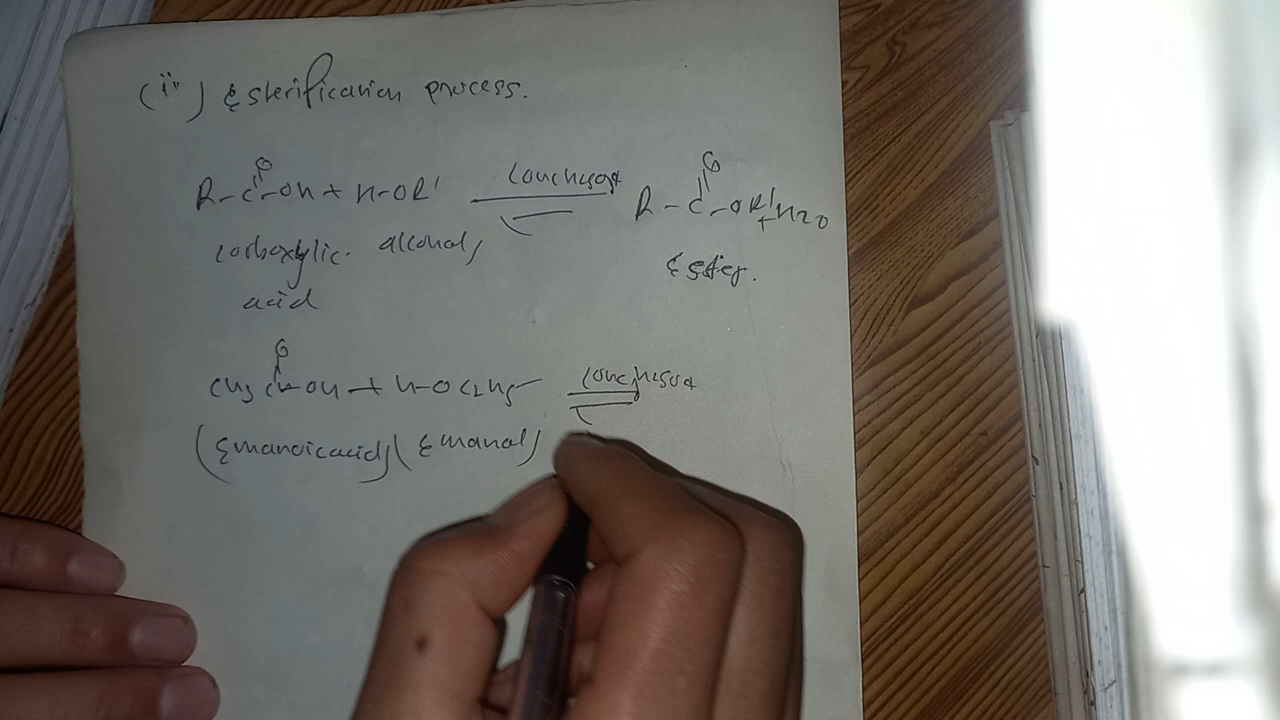 (ii) Esterification process.
O O
R-C-OH + H-OR' conc H2SO4 R-C-OR' + H2O
carboxylic alcohol, Ester.
acid
O
CH3 C-OH + H-OC2H5 conc H2SO4
(Ethanoic acid) (Ethanol)